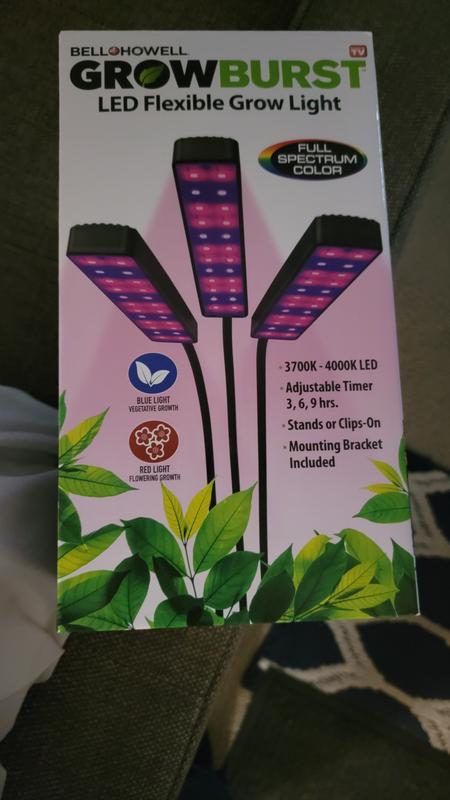 BELL+HOWELL
TV
GROWBURST
LED Flexible Grow Light
FULL
SPECTRUM
COLOR
BLUE LIGHT
VEGETATIVE GROWTH
RED LIGHT
FLOWERING GROWTH
· 3700K - 4000K LED
· Adjustable Timer
3, 6, 9 hrs.
· Stands or Clips-On
· Mounting Bracket
Included